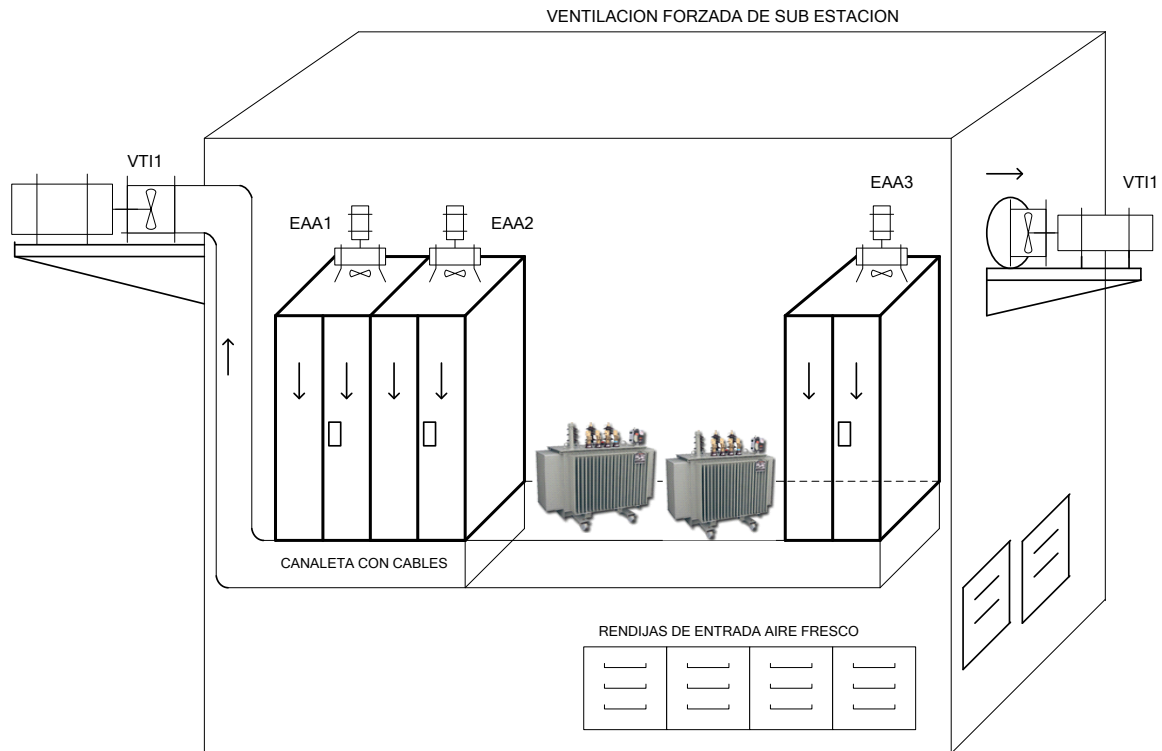 VENTILACION FORZADA DE SUB ESTACION
VTI1
EAA1
EAA2
EAA3
VTI1
CANALETA CON CABLES
RENDIJAS DE ENTRADA AIRE FRESCO